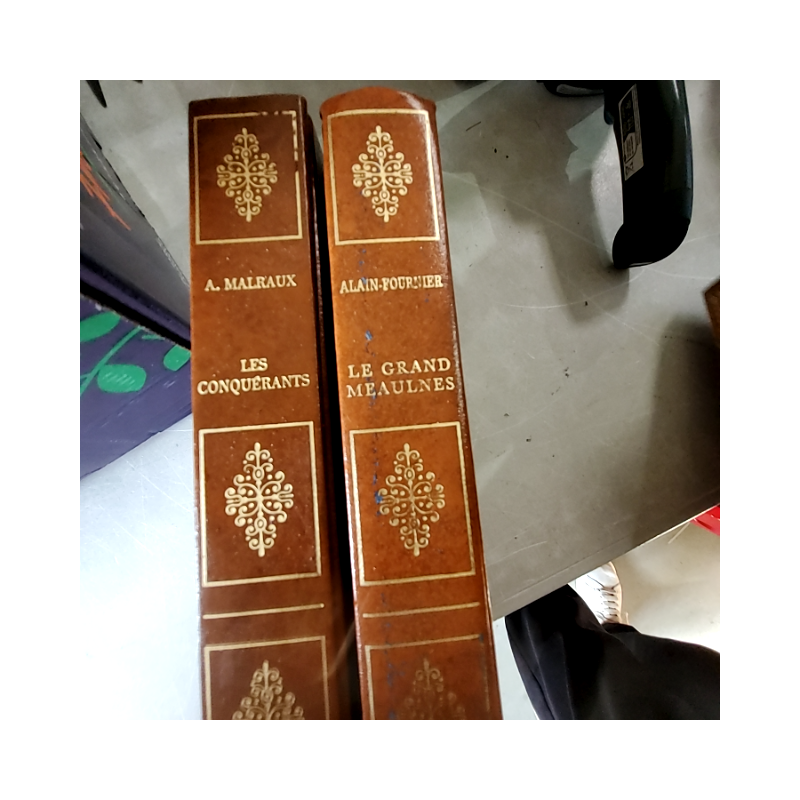 A. MALRAUX
LES
CONQUÉRANTS
ALAIN-FOURNIER
LE GRAND
MEAULNES